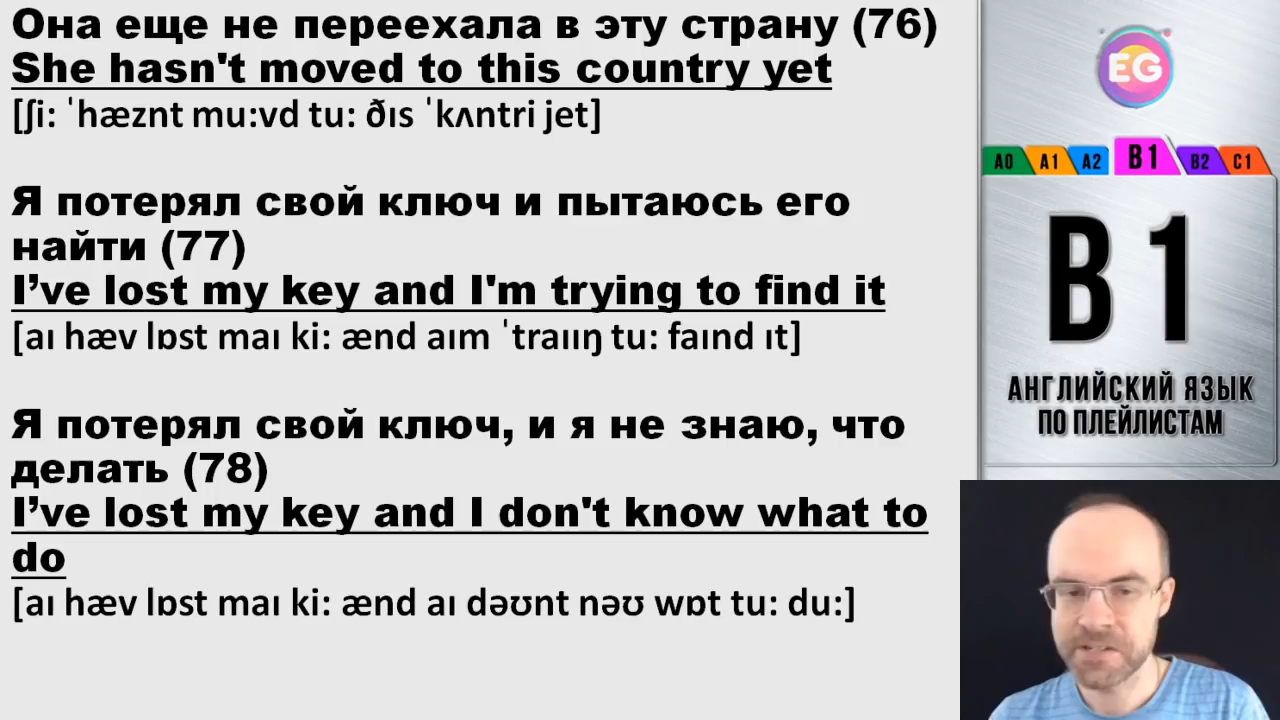 Она еще не переехала в эту страну (76)
She hasn't moved to this country yet
[ʃi: ˈhæznt mu:vd tu: ðɪs ˈkʌntri jet]
Я потерял свой ключ и пытаюсь его
найти (77)
I’ve lost my key and I'm trying to find it
[aɪ hæv lɒst maɪ ki: ænd aɪm ˈtraɪɪŋ tu: faɪnd ɪt]
Я потерял свой ключ, и я не знаю, что
делать (78)
I’ve lost my key and I don't know what to
do
[aɪ hæv lɒst maɪ ki: ænd aɪ dəʊnt nəʊ wɒt tu: du:]
EG
A0 A1 A2 B1 B2 C1
B1
АНГЛИЙСКИЙ ЯЗЫК
ПО ПЛЕЙЛИСТАМ